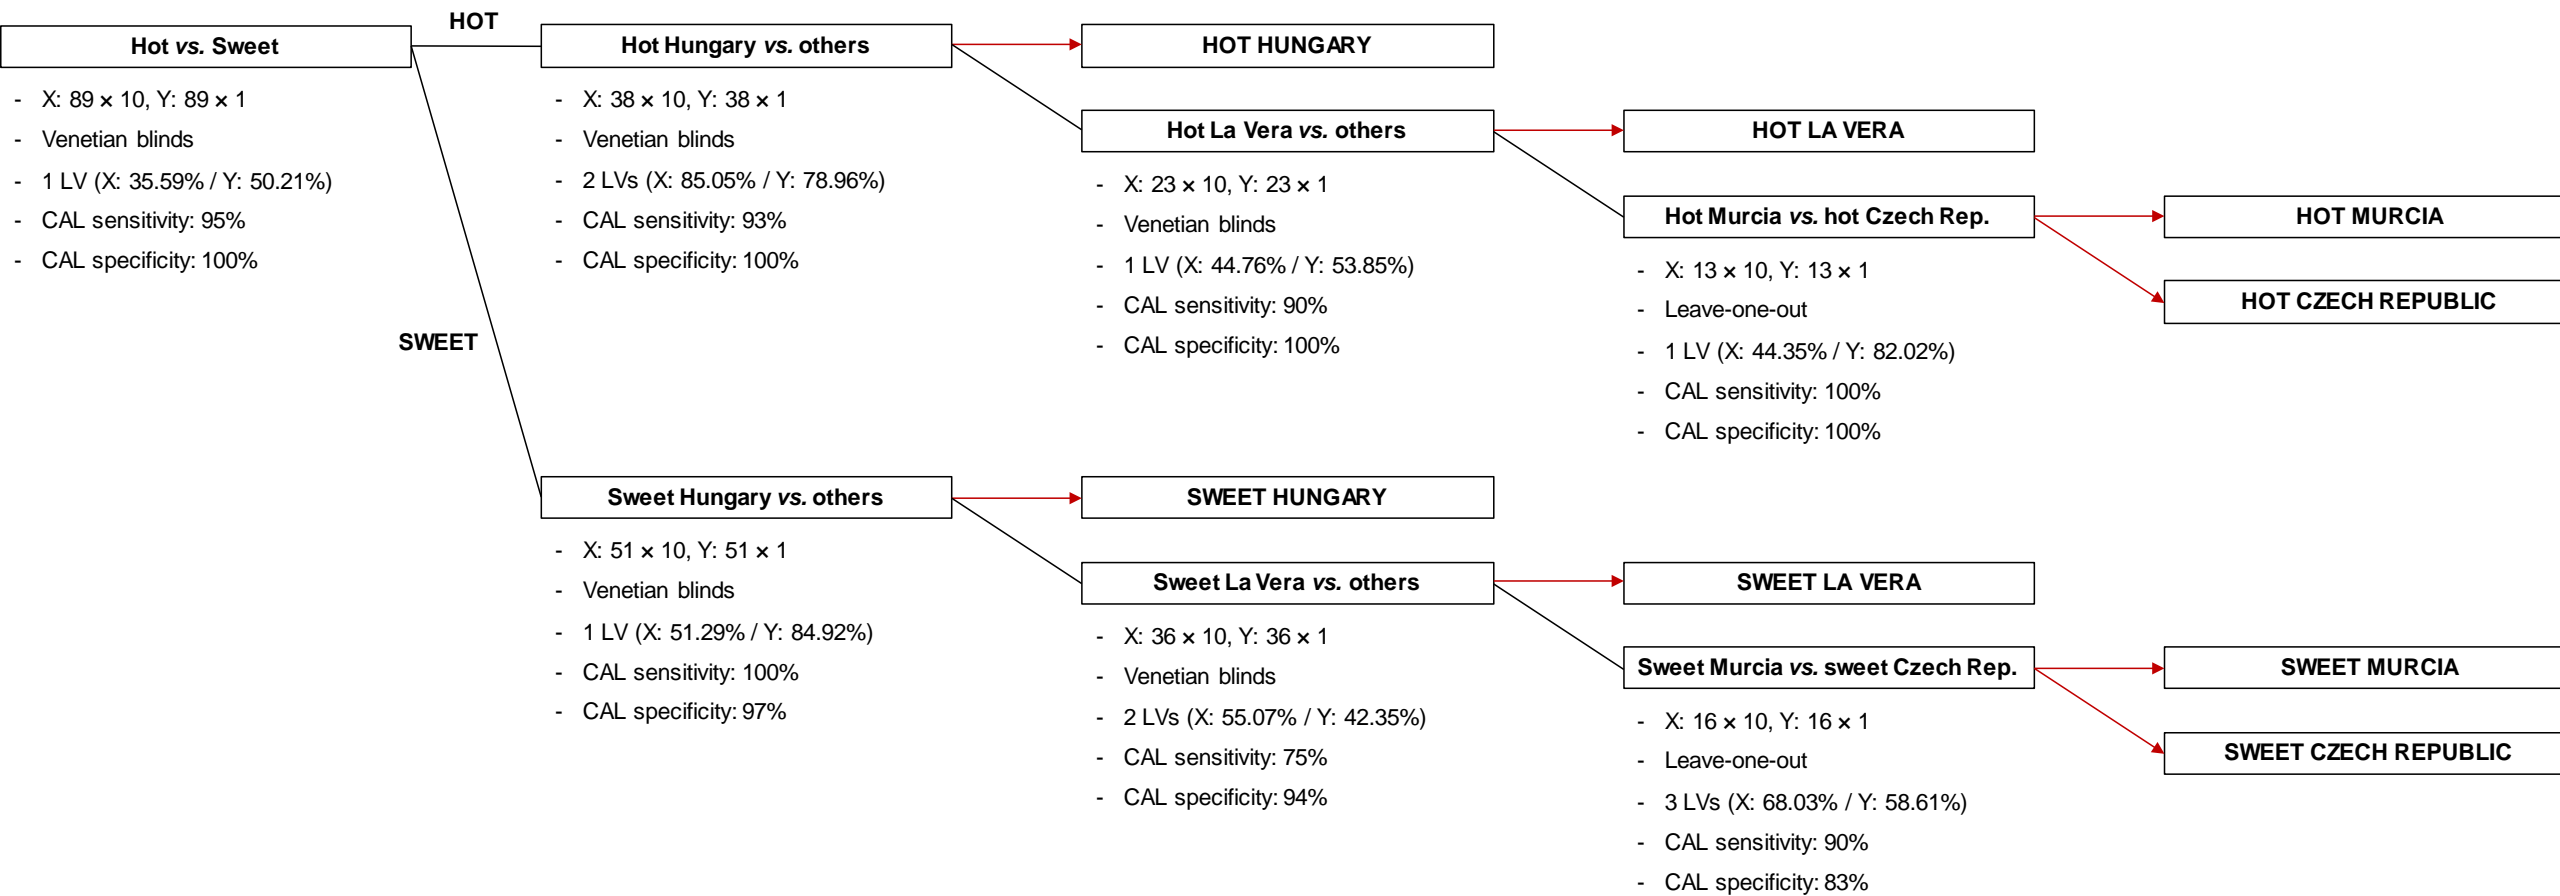 HOT
Hot vs. Sweet
- X: 89 × 10, Y: 89 × 1
- Venetian blinds
- 1 LV (X: 35.59% / Y: 50.21%)
- CAL sensitivity: 95%
- CAL specificity: 100%
SWEET
Hot Hungary vs. others
- X: 38 × 10, Y: 38 × 1
- Venetian blinds
- 2 LVs (X: 85.05% / Y: 78.96%)
- CAL sensitivity: 93%
- CAL specificity: 100%
HOT HUNGARY
Hot La Vera vs. others
- X: 23 × 10, Y: 23 × 1
- Venetian blinds
- 1 LV (X: 44.76% / Y: 53.85%)
- CAL sensitivity: 90%
- CAL specificity: 100%
HOT LA VERA
Hot Murcia vs. hot Czech Rep.
- X: 13 × 10, Y: 13 × 1
- Leave-one-out
- 1 LV (X: 44.35% / Y: 82.02%)
- CAL sensitivity: 100%
- CAL specificity: 100%
HOT MURCIA
HOT CZECH REPUBLIC
Sweet Hungary vs. others
- X: 51 × 10, Y: 51 × 1
- Venetian blinds
- 1 LV (X: 51.29% / Y: 84.92%)
- CAL sensitivity: 100%
- CAL specificity: 97%
SWEET HUNGARY
Sweet La Vera vs. others
- X: 36 × 10, Y: 36 × 1
- Venetian blinds
- 2 LVs (X: 55.07% / Y: 42.35%)
- CAL sensitivity: 75%
- CAL specificity: 94%
SWEET LA VERA
Sweet Murcia vs. sweet Czech Rep.
- X: 16 × 10, Y: 16 × 1
- Leave-one-out
- 3 LVs (X: 68.03% / Y: 58.61%)
- CAL sensitivity: 90%
- CAL specificity: 83%
SWEET MURCIA
SWEET CZECH REPUBLIC